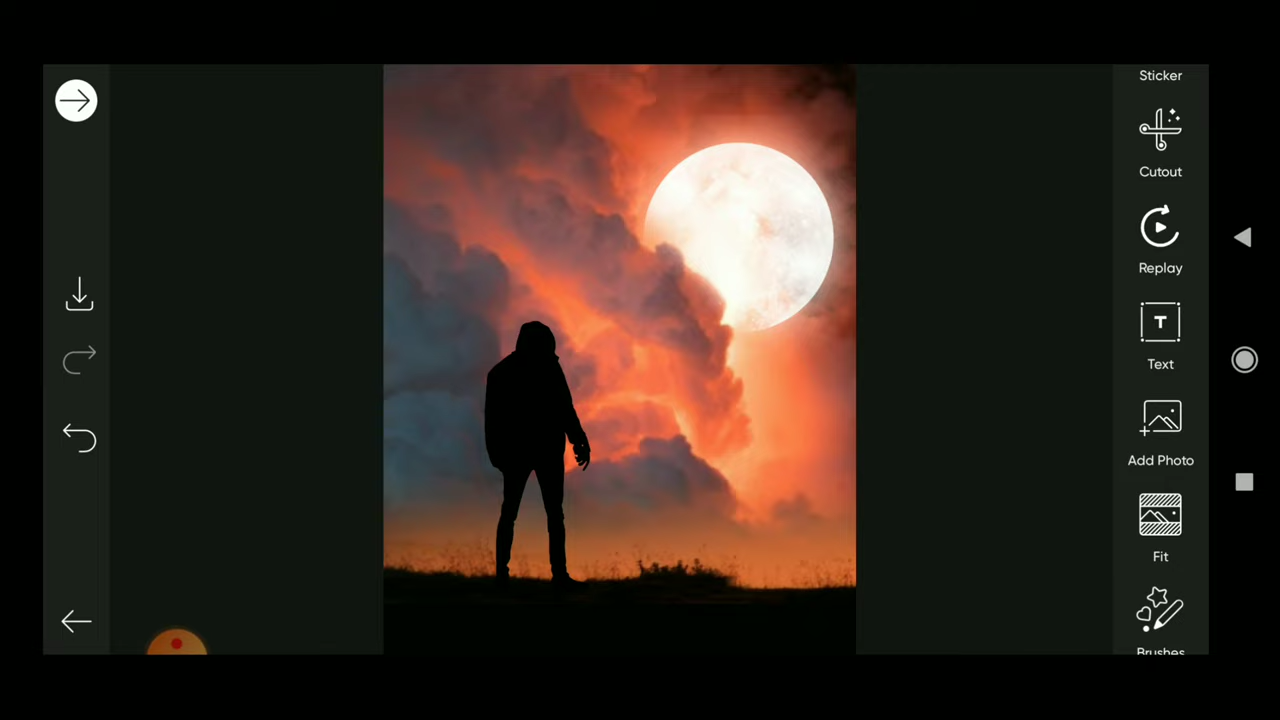 Sticker
Cutout
Replay
T
Text
Add Photo
Fit
Brushes